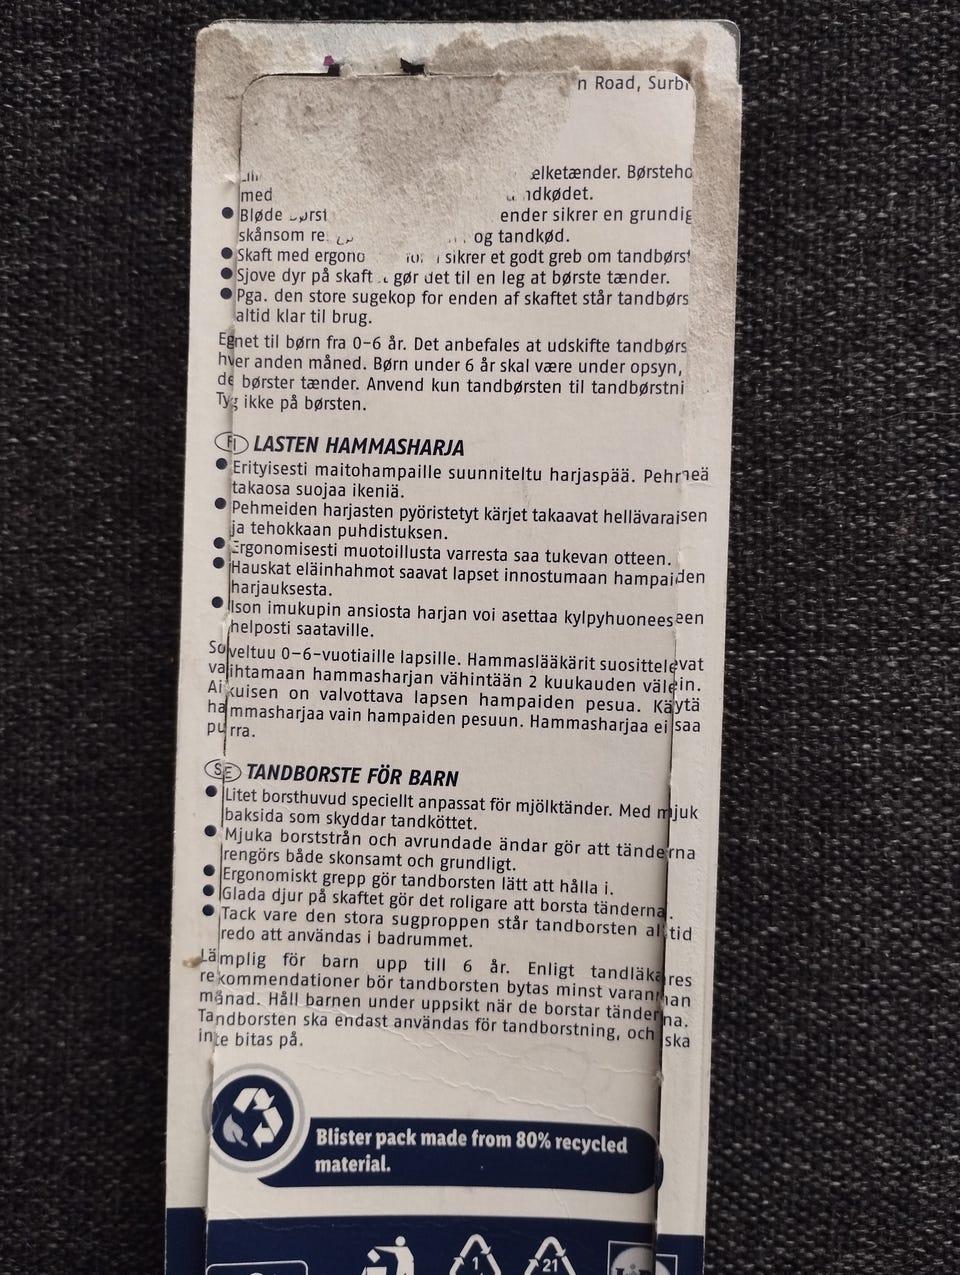 n Road, Surbi
elketænder. Børsteho
med ndkødet.
● Bløde ørst ender sikrer en grundig
skånsom re og tandkød.
● Skaft med ergono sikrer et godt greb om tandbørst
● Sjove dyr på skaft gør det til en leg at børste tænder.
● Pga. den store sugekop for enden af skaftet står tandbørs
altid klar til brug.
Egnet til børn fra 0-6 år. Det anbefales at udskifte tandbørs
hver anden måned. Børn under 6 år skal være under opsyn,
de børster tænder. Anvend kun tandbørsten til tandbørstni
Tyg ikke på børsten.
FI LASTEN HAMMASHARJA
● Erityisesti maitohampaille suunniteltu harjaspää. Pehmeä
takaosa suojaa ikeniä.
● Pehmeiden harjasten pyöristetyt kärjet takaavat hellävaraisen
ja tehokkaan puhdistuksen.
● Ergonomisesti muotoillusta varresta saa tukevan otteen.
● Hauskat eläinhahmot saavat lapset innostumaan hampaiden
harjauksesta.
● Ison imukupin ansiosta harjan voi asettaa kylpyhuoneeseen
helposti saataville.
Soveltuu 0–6-vuotiaille lapsille. Hammaslääkärit suosittelevat
vaihtamaan hammasharjan vähintään 2 kuukauden välein.
Aikuisen on valvottava lapsen hampaiden pesua. Käytä
hammasharjaa vain hampaiden pesuun. Hammasharjaa ei saa
purra.
SE TANDBORSTE FÖR BARN
● Litet borsthuvud speciellt anpassat för mjölktänder. Med mjuk
baksida som skyddar tandköttet.
● Mjuka borststrån och avrundade ändar gör att tänderna
rengörs både skonsamt och grundligt.
● Ergonomiskt grepp gör tandborsten lätt att hålla i.
● Glada djur på skaftet gör det roligare att borsta tänderna.
● Tack vare den stora sugproppen står tandborsten alltid
redo att användas i badrummet.
Lämplig för barn upp till 6 år. Enligt tandläkares
rekommendationer bör tandborsten bytas minst varannan
månad. Håll barnen under uppsikt när de borstar tänderna.
Tandborsten ska endast användas för tandborstning, och ska
inte bitas på.
Blister pack made from 80% recycled
material.
1 21